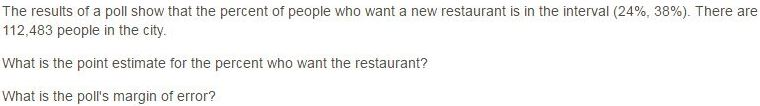 The results of a poll show that the percent of people who want a new restaurant is in the interval (24%, 38%). There are
112,483 people in the city.
What is the point estimate for the percent who want the restaurant?
What is the poll's margin of error?